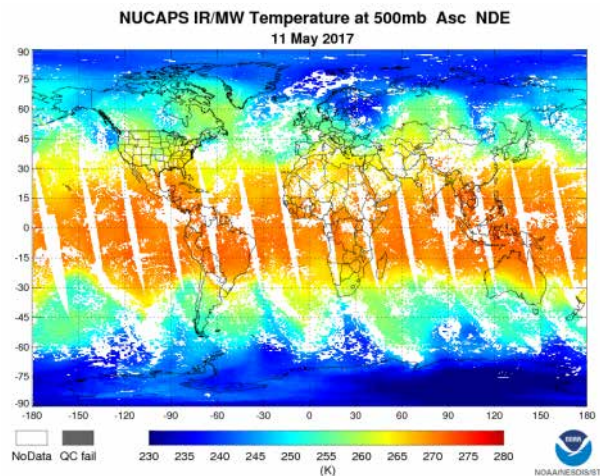 NUCAPS IR/MW Temperature at 500mb Asc NDE
11 May 2017
90
75
60
45
30
15
0
-15
-30
-45
-60
-75
-90
-180 -150 -120 -90 -60 -30 0 30 60 90 120 150 180
NoData QC fail
230 235 240 245 250 255 260 265 270 275 280
(K)
NOAA
NOAA/NESDIS/ST